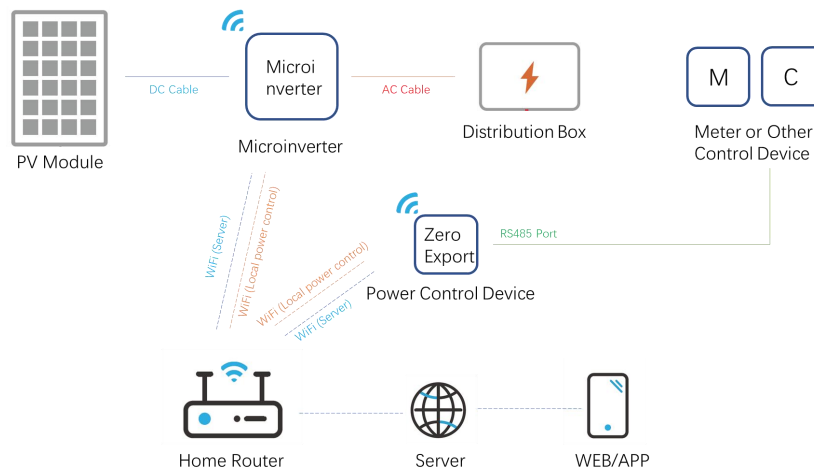 Microi
nverter
M
C
DC Cable
AC Cable
PV Module
Microinverter
Distribution Box
Meter or Other
Control Device
WiFi (Server)
WiFi (Local power control)
WiFi (Local power control)
WiFi (Server)
Zero
Export
RS485 Port
Power Control Device
Home Router
Server
WEB/APP